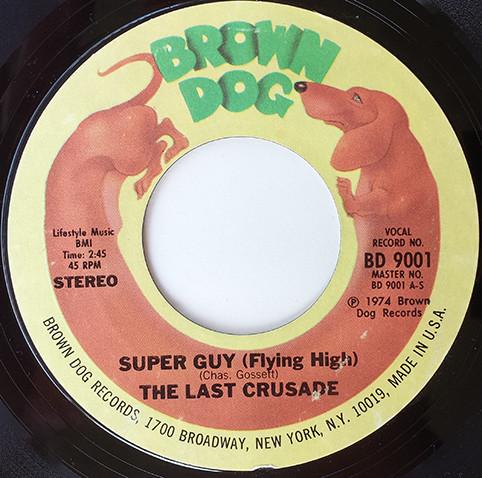 BROWN
DOG
Lifestyle Music
BMI
Time: 2:45
45 RPM
STEREO
VOCAL
RECORD NO.
BD 9001
MASTER NO.
BD 9001 A-S
Ⓟ 1974 Brown
Dog Records
SUPER GUY (Flying High)
(Chas. Gossett)
THE LAST CRUSADE
BROWN DOG RECORDS, 1700 BROADWAY, NEW YORK, N.Y. 10019, MADE IN U.S.A.